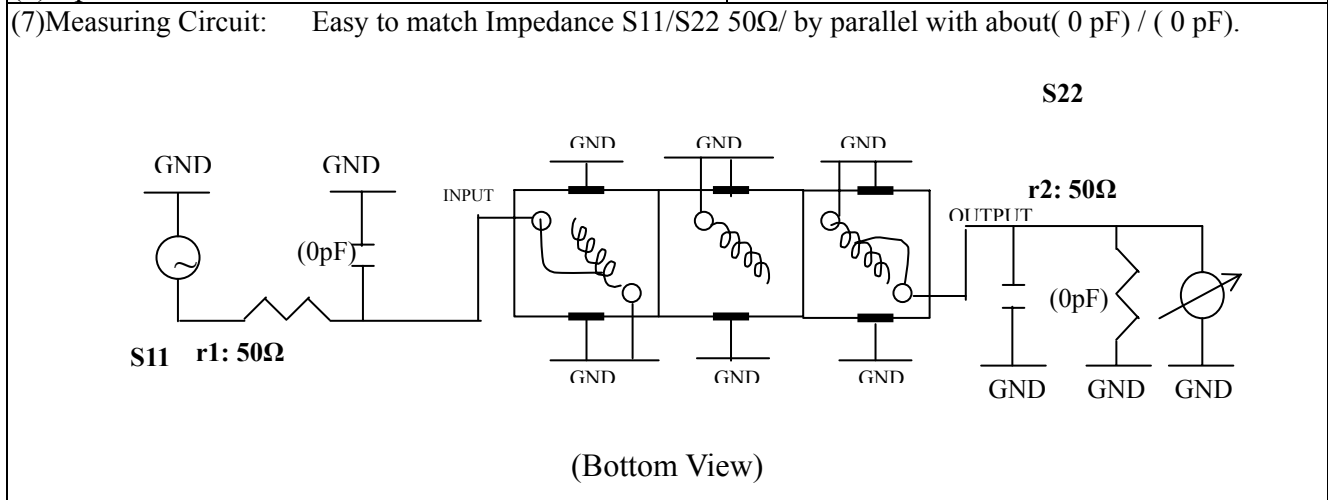 (7)Measuring Circuit: Easy to match Impedance S11/S22 50Ω/ by parallel with about( 0 pF) / ( 0 pF).
S22
GND GND GND
GND GND
INPUT
r2: 50Ω
OUTPUT
(0pF)
(0pF)
S11 r1: 50Ω
GND GND GND
GND GND GND
(Bottom View)